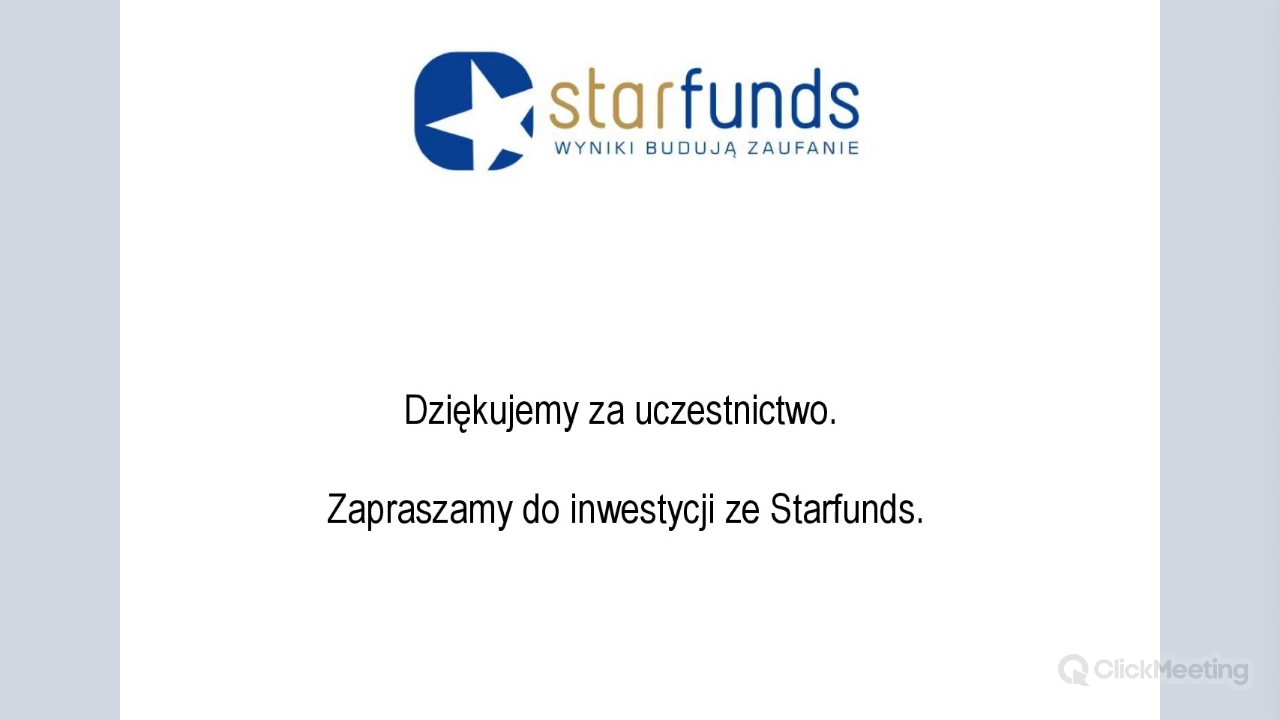 starfunds
WYNIKI BUDUJĄ ZAUFANIE
Dziękujemy za uczestnictwo.
Zapraszamy do inwestycji ze Starfunds.
ClickMeeting